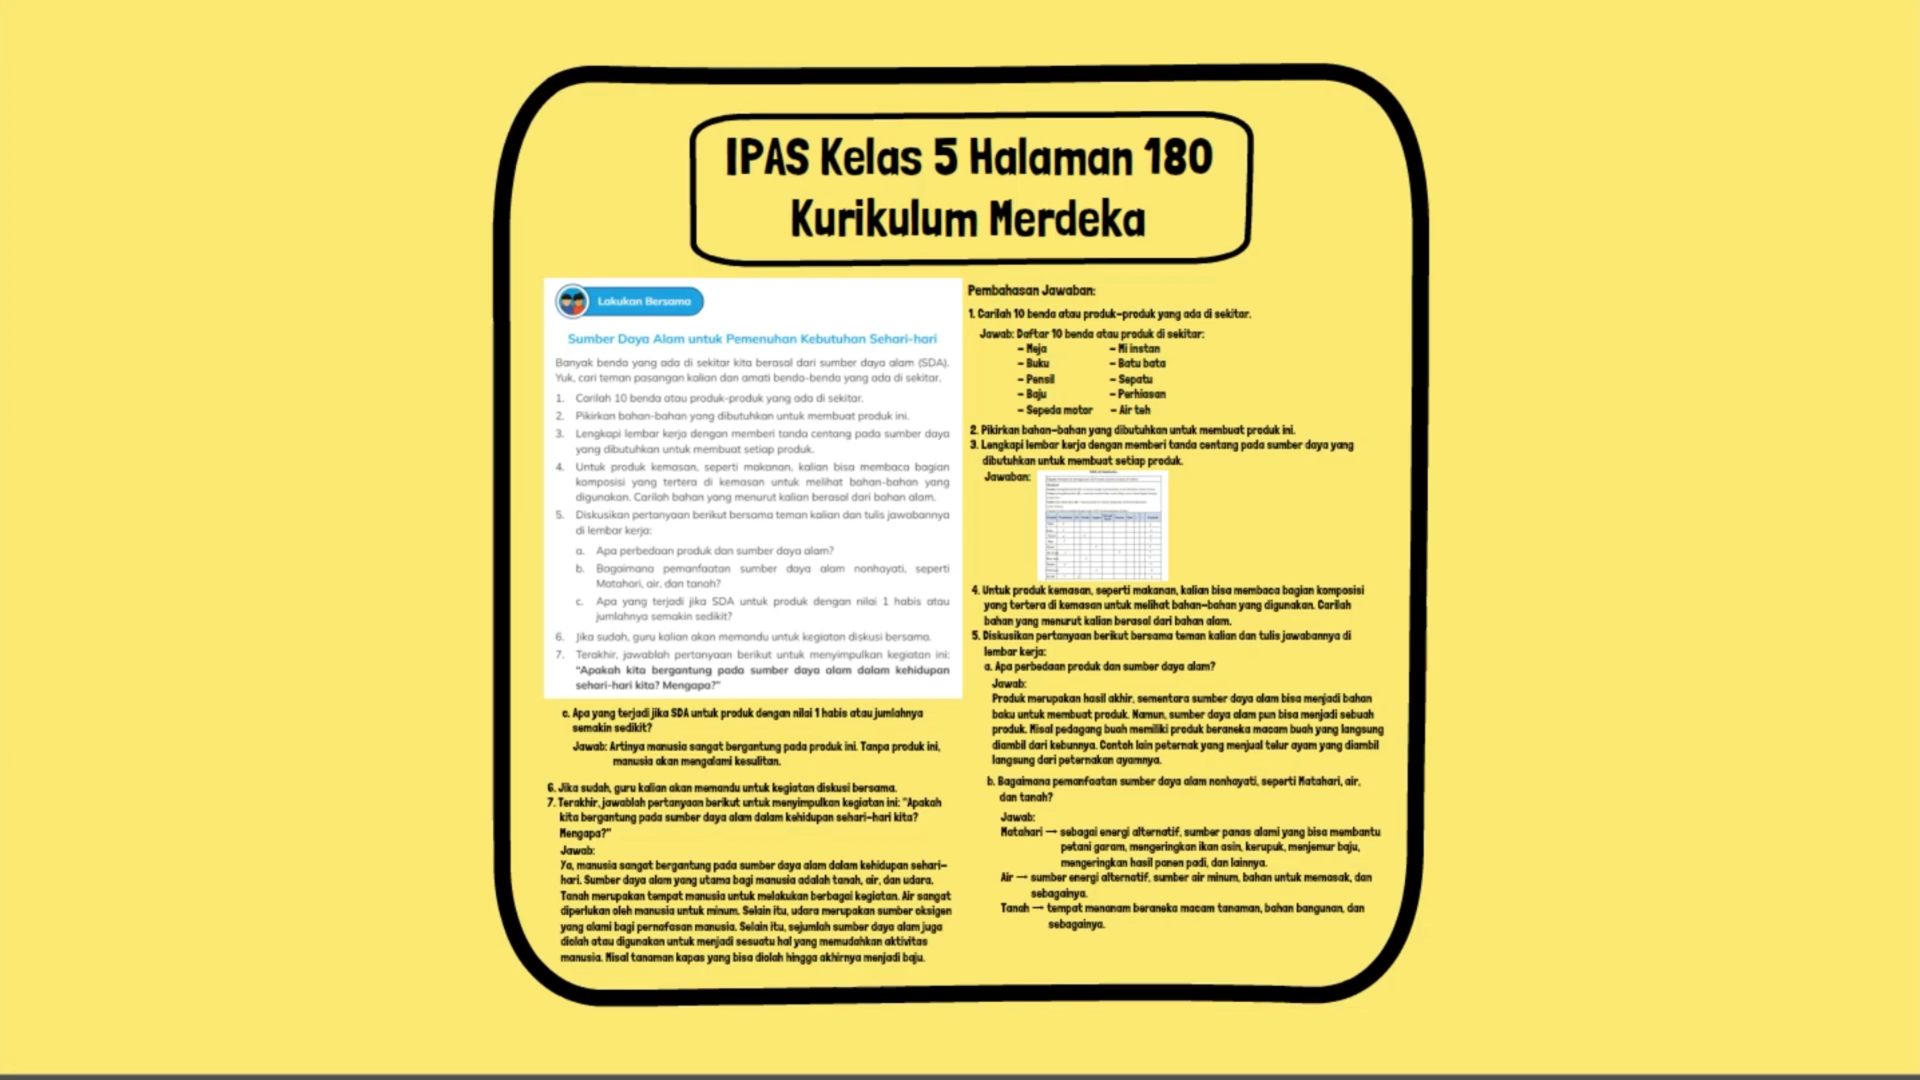 IPAS Kelas 5 Halaman 180
Kurikulum Merdeka
Lakukan Bersama
Sumber Daya Alam untuk Pemenuhan Kebutuhan Sehari-hari
Banyak benda yang ada di sekitar kita berasal dari sumber daya alam (SDA).
Yuk, cari teman pasangan kalian dan amati benda-benda yang ada di sekitar.
1. Carilah 10 benda atau produk-produk yang ada di sekitar.
2. Pikirkan bahan-bahan yang dibutuhkan untuk membuat produk ini.
3. Lengkapi lembar kerja dengan memberi tanda centang pada sumber daya
yang dibutuhkan untuk membuat setiap produk.
4. Untuk produk kemasan, seperti makanan, kalian bisa membaca bagian
komposisi yang tertera di kemasan untuk melihat bahan-bahan yang
digunakan. Carilah bahan yang menurut kalian berasal dari bahan alam.
5. Diskusikan pertanyaan berikut bersama teman kalian dan tulis jawabannya
di lembar kerja:
a. Apa perbedaan produk dan sumber daya alam?
b. Bagaimana pemanfaatan sumber daya alam nonhayati, seperti
Matahari, air, dan tanah?
c. Apa yang terjadi jika SDA untuk produk dengan nilai 1 habis atau
jumlahnya semakin sedikit?
6. Jika sudah, guru kalian akan memandu untuk kegiatan diskusi bersama.
7. Terakhir, jawablah pertanyaan berikut untuk menyimpulkan kegiatan ini:
"Apakah kita bergantung pada sumber daya alam dalam kehidupan
sehari-hari kita? Mengapa?"
Pembahasan Jawaban:
1. Carilah 10 benda atau produk-produk yang ada di sekitar.
Jawab: Daftar 10 benda atau produk di sekitar:
- Meja - Mi instan
- Buku - Batu bata
- Pensil - Sepatu
- Baju - Perhiasan
- Sepeda motor - Air teh
2. Pikirkan bahan-bahan yang dibutuhkan untuk membuat produk ini.
3. Lengkapi lembar kerja dengan memberi tanda centang pada sumber daya yang
dibutuhkan untuk membuat setiap produk.
Jawaban:
4. Untuk produk kemasan, seperti makanan, kalian bisa membaca bagian komposisi
yang tertera di kemasan untuk melihat bahan-bahan yang digunakan. Carilah
bahan yang menurut kalian berasal dari bahan alam.
5. Diskusikan pertanyaan berikut bersama teman kalian dan tulis jawabannya di
lembar kerja:
a. Apa perbedaan produk dan sumber daya alam?
Jawab:
Produk merupakan hasil akhir, sementara sumber daya alam bisa menjadi bahan
baku untuk membuat produk. Namun, sumber daya alam pun bisa menjadi sebuah
produk. Misal pedagang buah memiliki produk beraneka macam buah yang langsung
diambil dari kebunnya. Contoh lain peternak yang menjual telur ayam yang diambil
langsung dari peternakan ayamnya.
b. Bagaimana pemanfaatan sumber daya alam nonhayati, seperti Matahari, air,
dan tanah?
Jawab:
Matahari → sebagai energi alternatif, sumber panas alami yang bisa membantu
petani garam, mengeringkan ikan asin, kerupuk, menjemur baju,
mengeringkan hasil panen padi, dan lainnya.
Air → sumber energi alternatif, sumber air minum, bahan untuk memasak, dan
sebagainya.
Tanah → tempat menanam beraneka macam tanaman, bahan bangunan, dan
sebagainya.
c. Apa yang terjadi jika SDA untuk produk dengan nilai 1 habis atau jumlahnya
semakin sedikit?
Jawab: Artinya manusia sangat bergantung pada produk ini. Tanpa produk ini,
manusia akan mengalami kesulitan.
6. Jika sudah, guru kalian akan memandu untuk kegiatan diskusi bersama.
7. Terakhir, jawablah pertanyaan berikut untuk menyimpulkan kegiatan ini: "Apakah
kita bergantung pada sumber daya alam dalam kehidupan sehari-hari kita?
Mengapa?"
Jawab:
Ya, manusia sangat bergantung pada sumber daya alam dalam kehidupan sehari-
hari. Sumber daya alam yang utama bagi manusia adalah tanah, air, dan udara.
Tanah merupakan tempat manusia untuk melakukan berbagai kegiatan. Air sangat
diperlukan oleh manusia untuk minum. Selain itu, udara merupakan sumber oksigen
yang alami bagi pernafasan manusia. Selain itu, sejumlah sumber daya alam juga
diolah atau digunakan untuk menjadi sesuatu hal yang memudahkan aktivitas
manusia. Misal tanaman kapas yang bisa diolah hingga akhirnya menjadi baju.